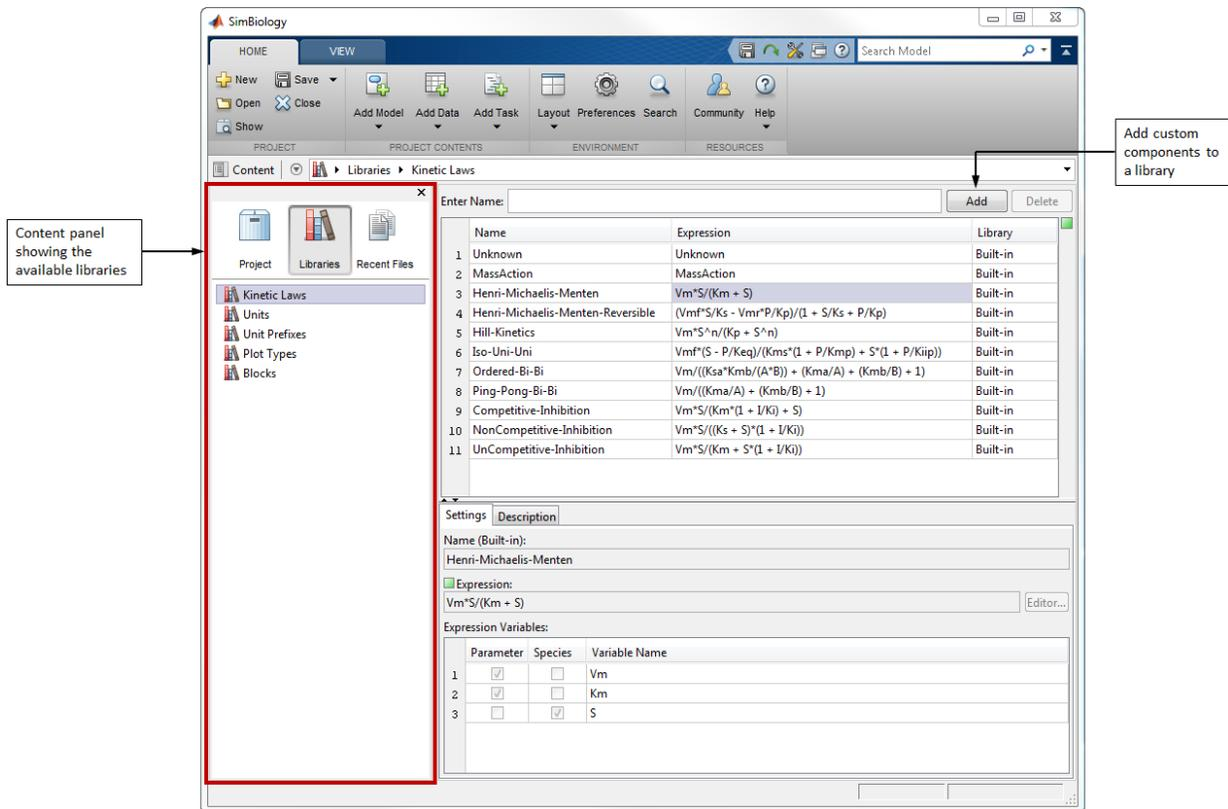 SimBiology
HOME VIEW
Search Model
New Save
Open Close
Show
Add Model Add Data Add Task
Layout Preferences Search
Community Help
PROJECT PROJECT CONTENTS ENVIRONMENT RESOURCES
Content Libraries Kinetic Laws
Add custom
components to
a library
Content panel
showing the
available libraries
Project Libraries Recent Files
Kinetic Laws
Units
Unit Prefixes
Plot Types
Blocks
Enter Name: Add Delete
Name Expression Library
1 Unknown Unknown Built-in
2 MassAction MassAction Built-in
3 Henri-Michaelis-Menten Vm*S/(Km + S) Built-in
4 Henri-Michaelis-Menten-Reversible (Vmf*S/Ks - Vmr*P/Kp)/(1 + S/Ks + P/Kp) Built-in
5 Hill-Kinetics Vm*S^n/(Kp + S^n) Built-in
6 Iso-Uni-Uni Vmf*(S - P/Keq)/(Kms*(1 + P/Kmp) + S*(1 + P/Kiip)) Built-in
7 Ordered-Bi-Bi Vm/((Ksa*Kmb/(A*B)) + (Kma/A) + (Kmb/B) + 1) Built-in
8 Ping-Pong-Bi-Bi Vm/((Kma/A) + (Kmb/B) + 1) Built-in
9 Competitive-Inhibition Vm*S/(Km*(1 + I/Ki) + S) Built-in
10 NonCompetitive-Inhibition Vm*S/((Ks + S)*(1 + I/Ki)) Built-in
11 UnCompetitive-Inhibition Vm*S/(Km + S*(1 + I/Ki)) Built-in
Settings Description
Name (Built-in):
Henri-Michaelis-Menten
Expression:
Vm*S/(Km + S) Editor...
Expression Variables:
Parameter Species Variable Name
1 Vm
2 Km
3 S